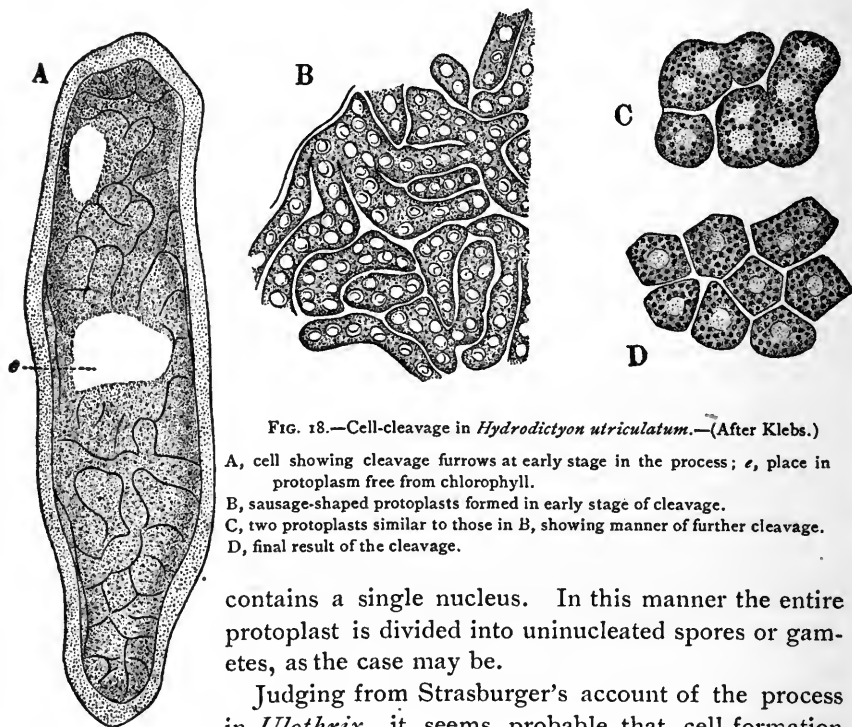 A
B
C
D
e
FIG. 18.—Cell-cleavage in Hydrodictyon utriculatum.—(After Klebs.)
A, cell showing cleavage furrows at early stage in the process; e, place in
protoplasm free from chlorophyll.
B, sausage-shaped protoplasts formed in early stage of cleavage.
C, two protoplasts similar to those in B, showing manner of further cleavage.
D, final result of the cleavage.
contains a single nucleus. In this manner the entire
protoplast is divided into uninucleated spores or gam-
etes, as the case may be.
Judging from Strasburger's account of the process
in Ulothrix, it seems probable that cell-formation